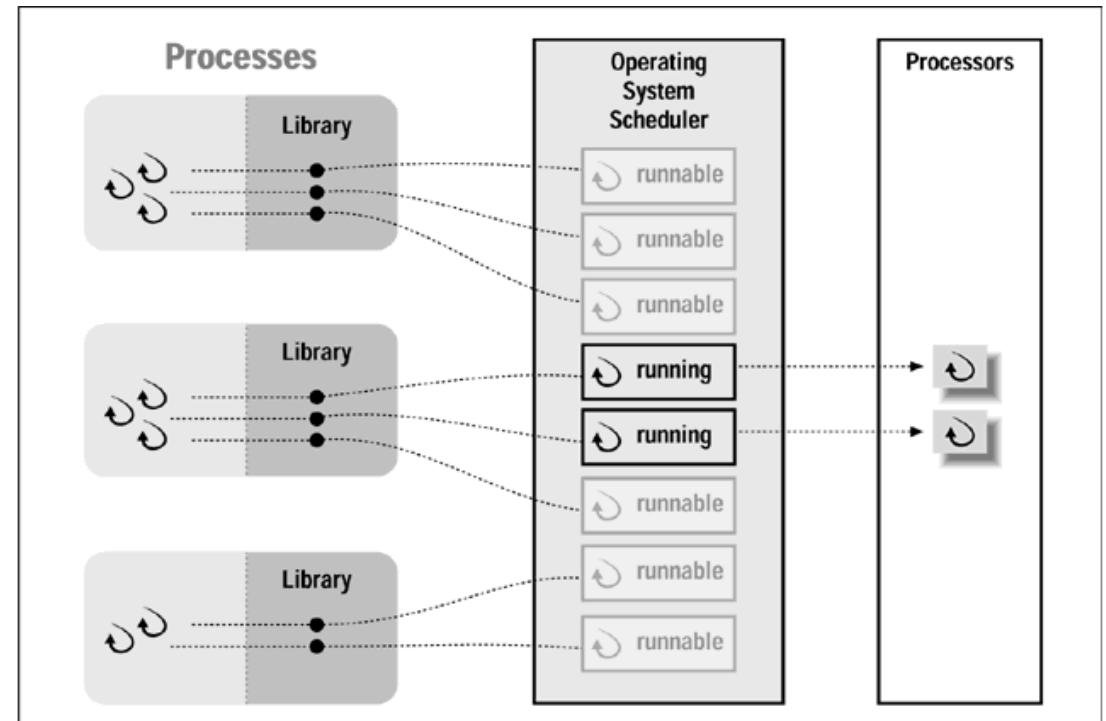 Processes
Library
Library
Library
Operating
System
Scheduler
runnable
runnable
runnable
running
running
runnable
runnable
runnable
Processors